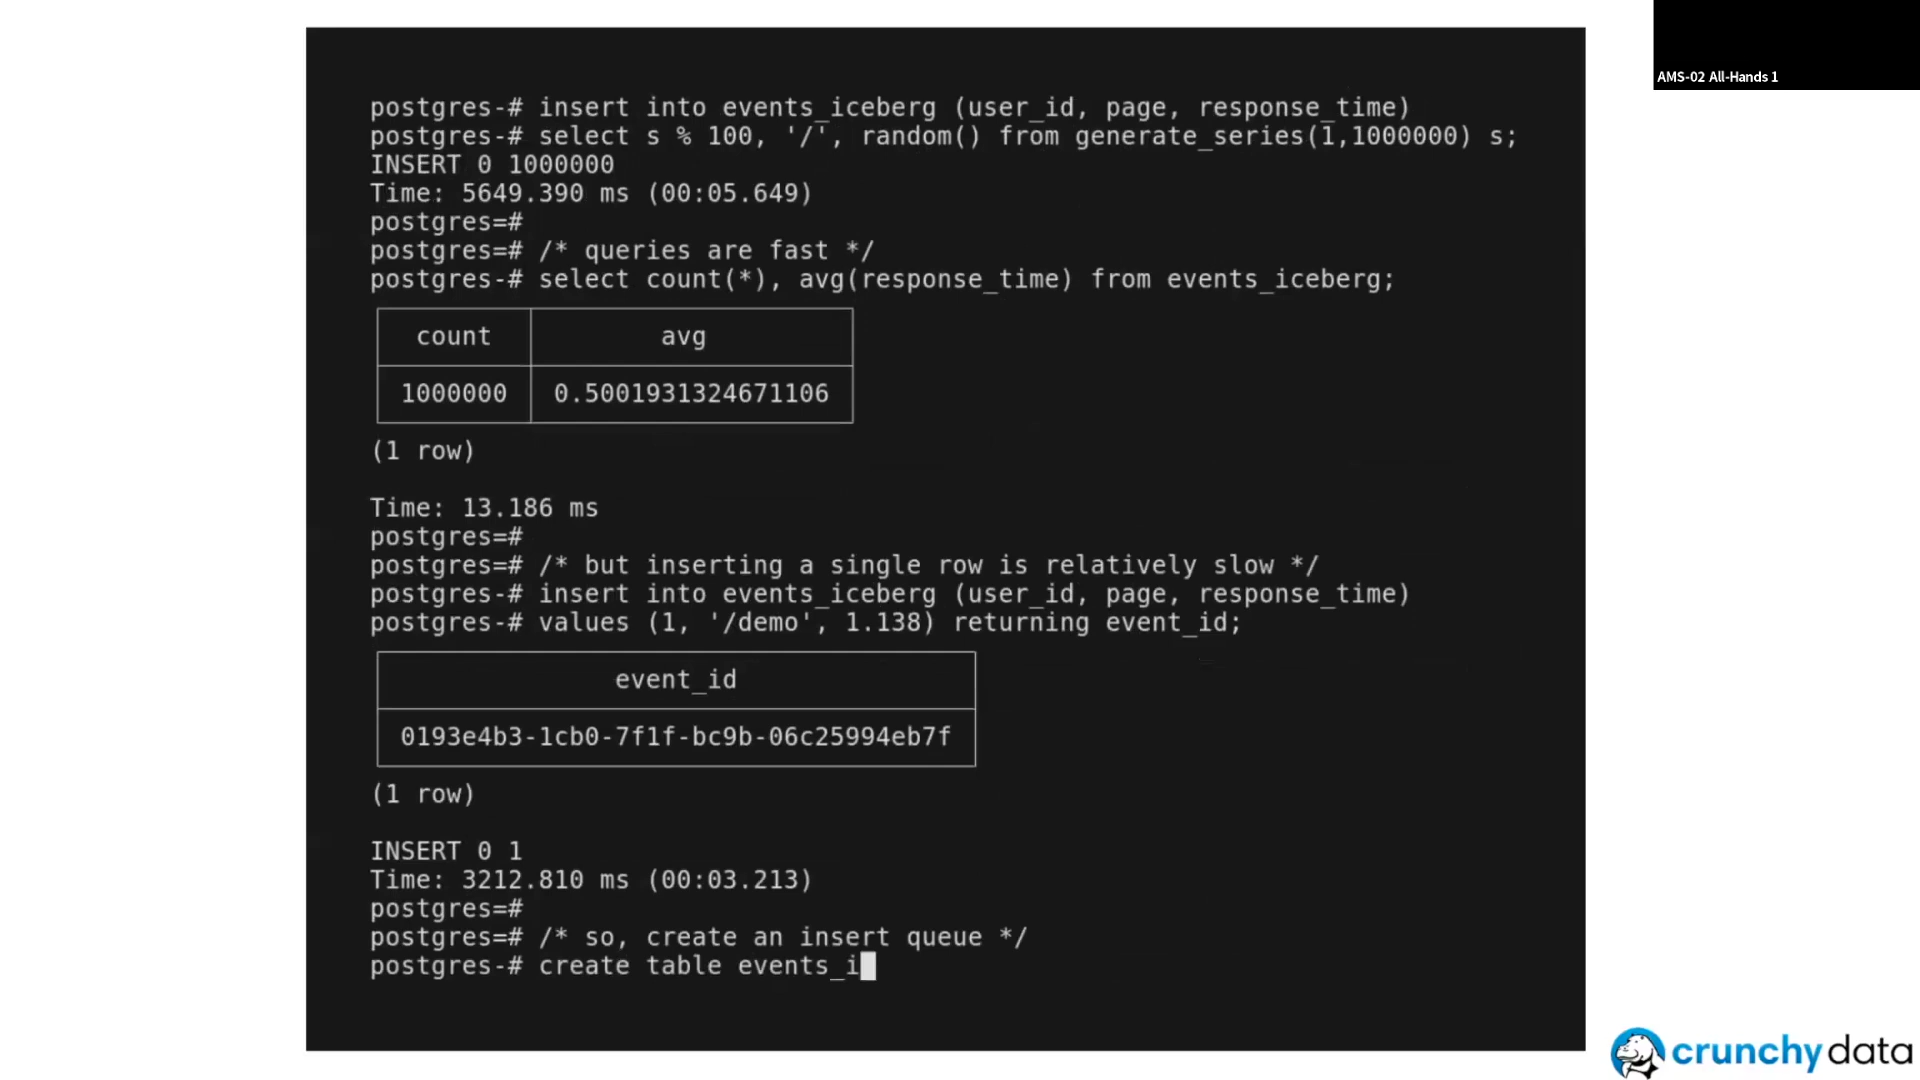 AMS-02 All-Hands 1
postgres-# insert into events_iceberg (user_id, page, response_time)
postgres-# select s % 100, '/', random() from generate_series(1,1000000) s;
INSERT 0 1000000
Time: 5649.390 ms (00:05.649)
postgres=#
postgres=# /* queries are fast */
postgres-# select count(*), avg(response_time) from events_iceberg;
count avg
1000000 0.5001931324671106
(1 row)
Time: 13.186 ms
postgres=#
postgres=# /* but inserting a single row is relatively slow */
postgres-# insert into events_iceberg (user_id, page, response_time)
postgres-# values (1, '/demo', 1.138) returning event_id;
event_id
0193e4b3-1cb0-7f1f-bc9b-06c25994eb7f
(1 row)
INSERT 0 1
Time: 3212.810 ms (00:03.213)
postgres=#
postgres=# /* so, create an insert queue */
postgres-# create table events_i
crunchy data